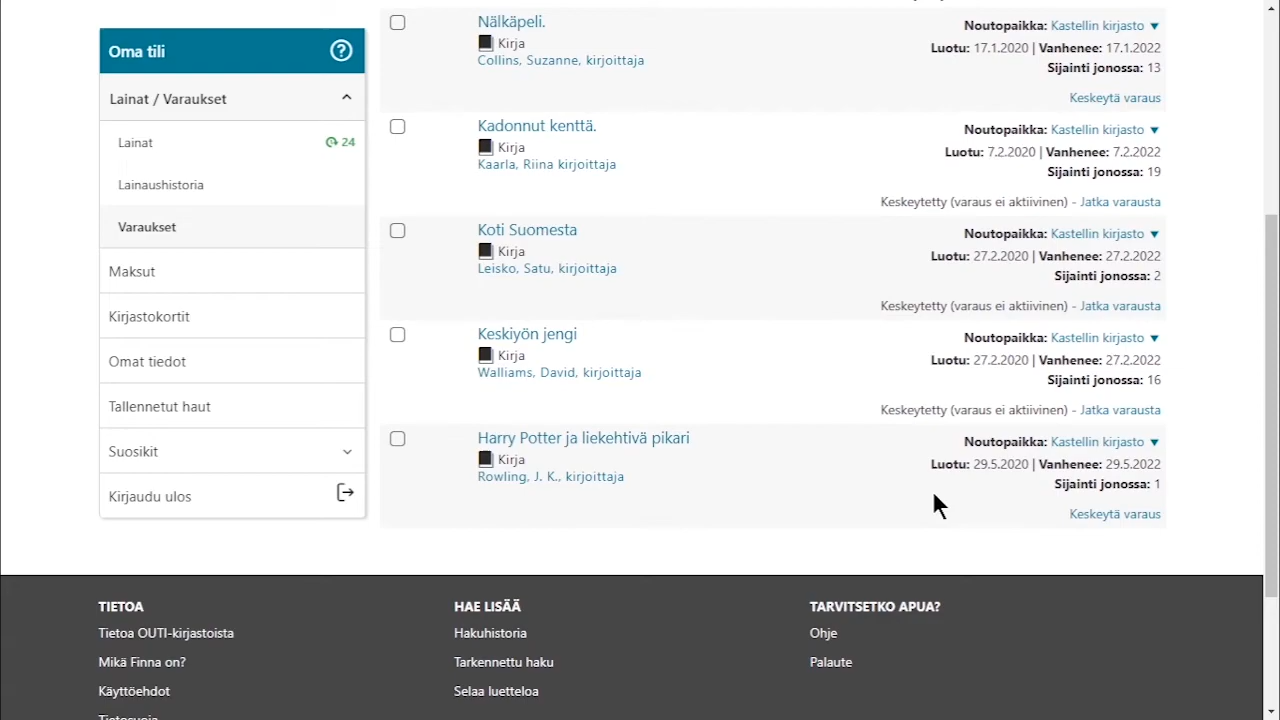 Oma tili
Lainat / Varaukset
Lainat
24
Lainaushistoria
Varaukset
Maksut
Kirjastokortit
Omat tiedot
Tallennetut haut
Suosikit
Kirjaudu ulos
Nälkäpeli.
Kirja
Collins, Suzanne, kirjoittaja
Noutopaikka: Kastellin kirjasto
Luotu: 17.1.2020 | Vanhenee: 17.1.2022
Sijainti jonossa: 13
Keskeytä varaus
Kadonnut kenttä.
Kirja
Kaarla, Riina kirjoittaja
Noutopaikka: Kastellin kirjasto
Luotu: 7.2.2020 | Vanhenee: 7.2.2022
Sijainti jonossa: 19
Keskeytetty (varaus ei aktiivinen) - Jatka varausta
Koti Suomesta
Kirja
Leisko, Satu, kirjoittaja
Noutopaikka: Kastellin kirjasto
Luotu: 27.2.2020 | Vanhenee: 27.2.2022
Sijainti jonossa: 2
Keskeytetty (varaus ei aktiivinen) - Jatka varausta
Keskiyön jengi
Kirja
Walliams, David, kirjoittaja
Noutopaikka: Kastellin kirjasto
Luotu: 27.2.2020 | Vanhenee: 27.2.2022
Sijainti jonossa: 16
Keskeytetty (varaus ei aktiivinen) - Jatka varausta
Harry Potter ja liekehtivä pikari
Kirja
Rowling, J. K., kirjoittaja
Noutopaikka: Kastellin kirjasto
Luotu: 29.5.2020 | Vanhenee: 29.5.2022
Sijainti jonossa: 1
Keskeytä varaus
TIETOA
Tietoa OUTI-kirjastoista
Mikä Finna on?
Käyttöehdot
Tietosuoja
HAE LISÄÄ
Hakuhistoria
Tarkennettu haku
Selaa luetteloa
TARVITSETKO APUA?
Ohje
Palaute